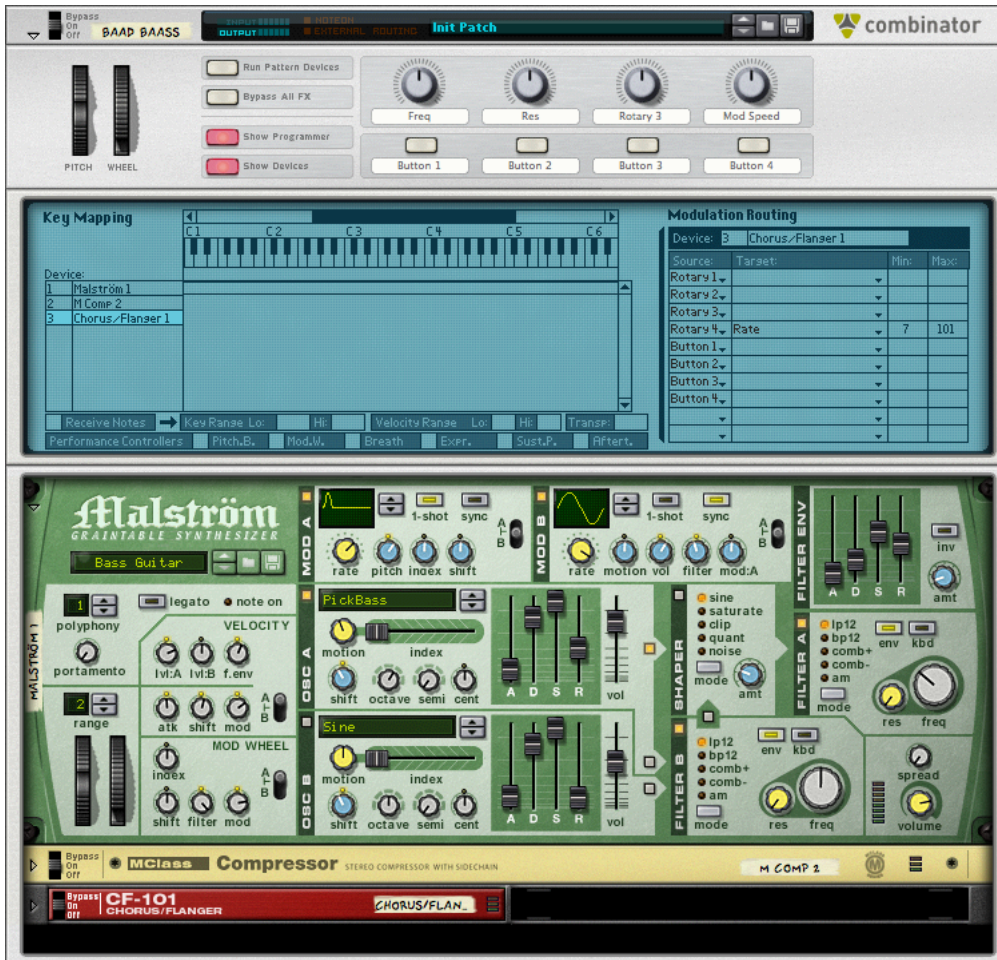 Bypass
On
Off
BAAD BAASS
INPUT
OUTPUT
NOTEON
EXTERNAL ROUTING
Init Patch
combinator
Run Pattern Devices
Bypass All FX
Show Programmer
Show Devices
PITCH WHEEL
Freq Res Rotary 3 Mod Speed
Button 1 Button 2 Button 3 Button 4
Key Mapping
C1 C2 C3 C4 C5 C6
Device:
1 Malström 1
2 M Comp 2
3 Chorus/Flanger 1
Receive Notes Key Range Lo: Hi: Velocity Range Lo: Hi: Transp:
Performance Controllers Pitch.B. Mod.W. Breath Expr. Sust.P. Aftert.
Modulation Routing
Device: 3 Chorus/Flanger 1
Source: Target: Min: Max:
Rotary 1
Rotary 2
Rotary 3
Rotary 4 Rate 7 101
Button 1
Button 2
Button 3
Button 4
Malström
GRAINTABLE SYNTHESIZER
Bass Guitar
MALSTRÖM 1
1
polyphony
portamento
legato note on
VELOCITY
lvl:A lvl:B f.env
2
range
atk shift mod
A
B
MOD WHEEL
index
A
B
shift filter mod
MOD A
1-shot sync
A
B
rate pitch index shift
MOD B
1-shot sync
A
B
rate motion vol filter mod:A
FILTER ENV
A D S R
inv
amt
OSC A
PickBass
motion index
shift octave semi cent
A D S R vol
OSC B
Sine
motion index
shift octave semi cent
A D S R vol
SHAPER
sine
saturate
clip
quant
noise
mode
amt
FILTER A
lp12
bp12
comb+
comb-
am
mode
env kbd
res freq
FILTER B
lp12
bp12
comb+
comb-
am
mode
env kbd
res freq
spread
volume
Bypass
On
Off
MClass Compressor STEREO COMPRESSOR WITH SIDECHAIN
M COMP 2
M
Bypass
On
Off
CF-101
CHORUS/FLANGER
CHORUS/FLAN_